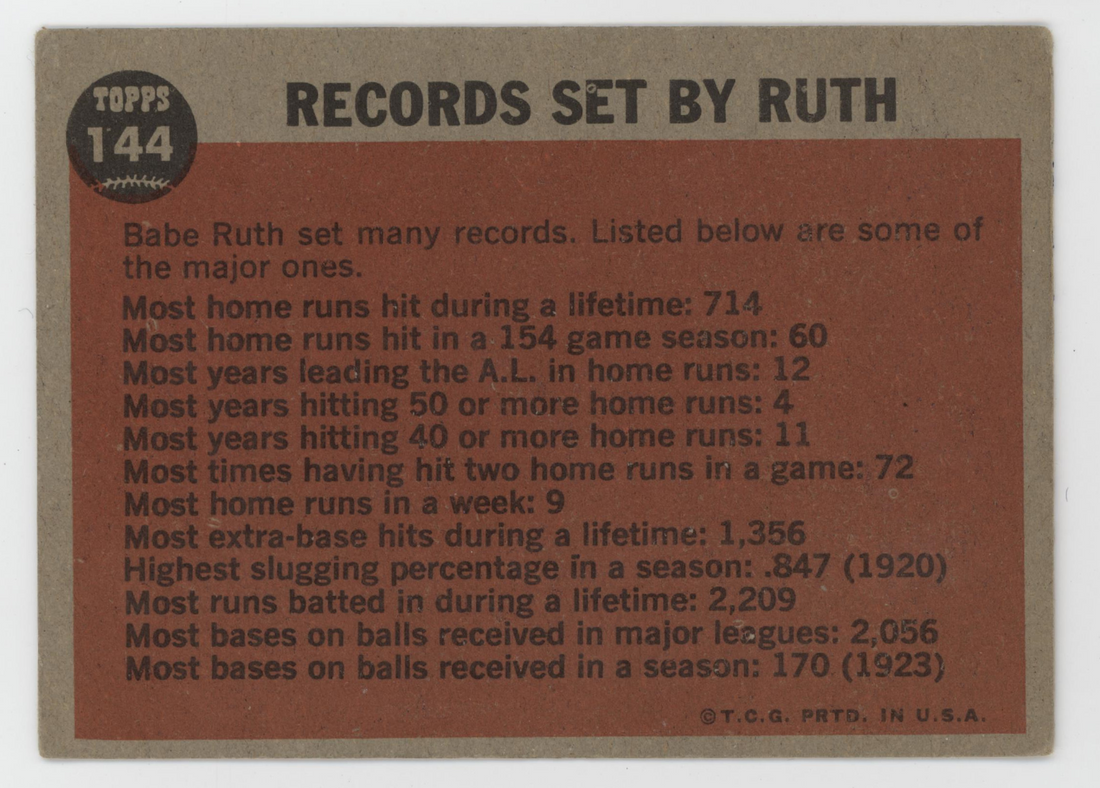 TOPPS
144
RECORDS SET BY RUTH
Babe Ruth set many records. Listed below are some of
the major ones.
Most home runs hit during a lifetime: 714
Most home runs hit in a 154 game season: 60
Most years leading the A.L. in home runs: 12
Most years hitting 50 or more home runs: 4
Most years hitting 40 or more home runs: 11
Most times having hit two home runs in a game: 72
Most home runs in a week: 9
Most extra-base hits during a lifetime: 1,356
Highest slugging percentage in a season: .847 (1920)
Most runs batted in during a lifetime: 2,209
Most bases on balls received in major leagues: 2,056
Most bases on balls received in a season: 170 (1923)
©T.C.G. PRTD. IN U.S.A.